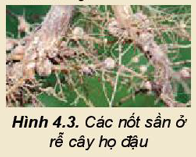 Hình 4.3. Các nốt sần ở
rễ cây họ đậu